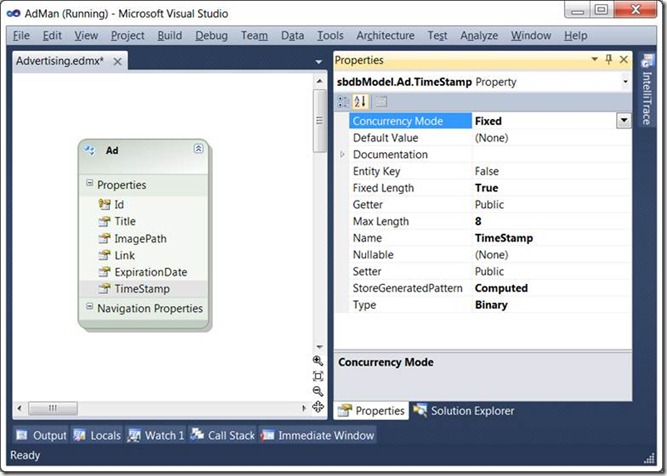 AdMan (Running) - Microsoft Visual Studio
File Edit View Project Build Debug Team Data Tools Architecture Test Analyze Window Help
Advertising.edmx*
Ad
Properties
Id
Title
ImagePath
Link
ExpirationDate
TimeStamp
Navigation Properties
Properties
sbdbModel.Ad.TimeStamp Property
Concurrency Mode Fixed
Default Value (None)
Documentation
Entity Key False
Fixed Length True
Getter Public
Max Length 8
Name TimeStamp
Nullable (None)
Setter Public
StoreGeneratedPattern Computed
Type Binary
Concurrency Mode
Properties Solution Explorer
IntelliTrace
Output Locals Watch 1 Call Stack Immediate Window
Ready